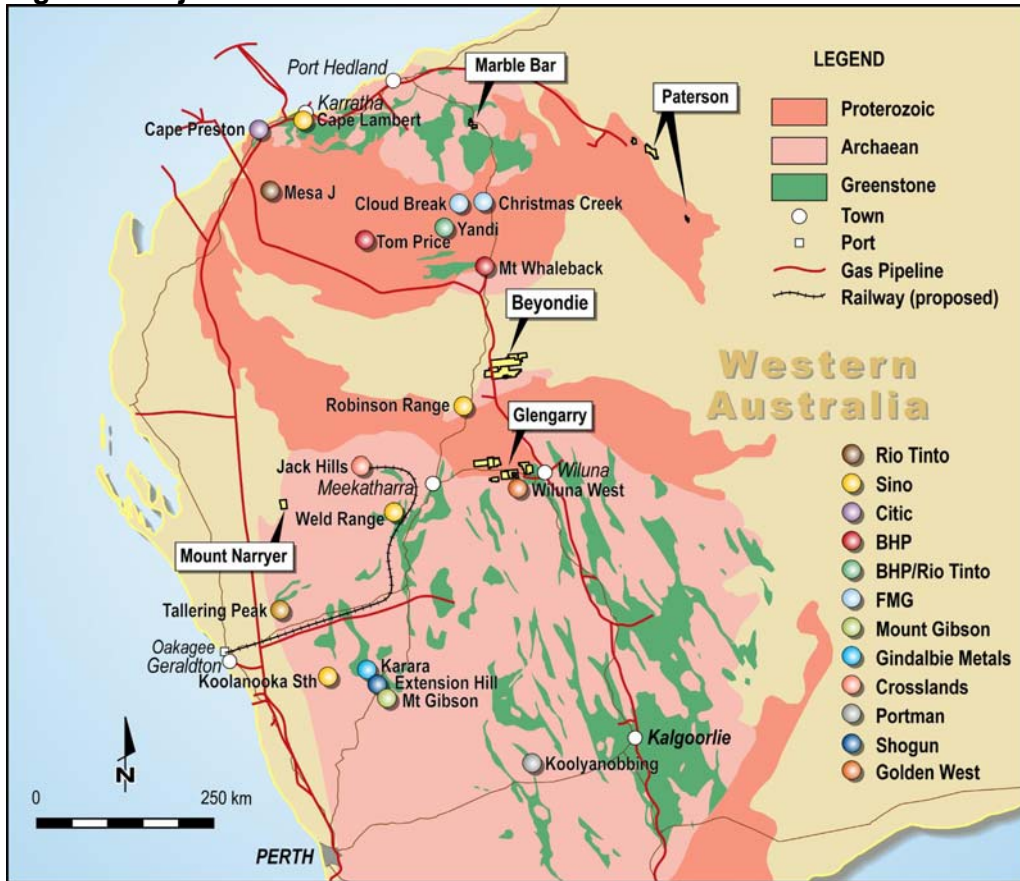 Port Hedland
Marble Bar
Karratha
Cape Lambert
Cape Preston
Paterson
Mesa J
Cloud Break
Christmas Creek
Yandi
Tom Price
Mt Whaleback
Beyondie
Robinson Range
Glengarry
Jack Hills
Meekatharra
Wiluna
Wiluna West
Weld Range
Mount Narryer
Tallering Peak
Oakagee
Geraldton
Koolanooka Sth
Karara
Extension Hill
Mt Gibson
Kalgoorlie
Koolyanobbing
PERTH
N
0 250 km
LEGEND
Proterozoic
Archaean
Greenstone
Town
Port
Gas Pipeline
Railway (proposed)
Western
Australia
Rio Tinto
Sino
Citic
BHP
BHP/Rio Tinto
FMG
Mount Gibson
Gindalbie Metals
Crosslands
Portman
Shogun
Golden West